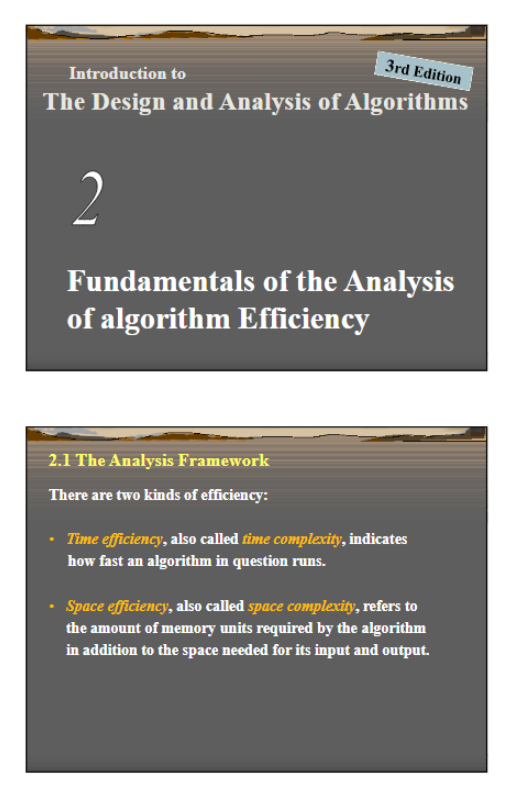 Introduction to
3rd Edition
The Design and Analysis of Algorithms
2
Fundamentals of the Analysis
of algorithm Efficiency
2.1 The Analysis Framework
There are two kinds of efficiency:
• Time efficiency, also called time complexity, indicates
how fast an algorithm in question runs.
• Space efficiency, also called space complexity, refers to
the amount of memory units required by the algorithm
in addition to the space needed for its input and output.